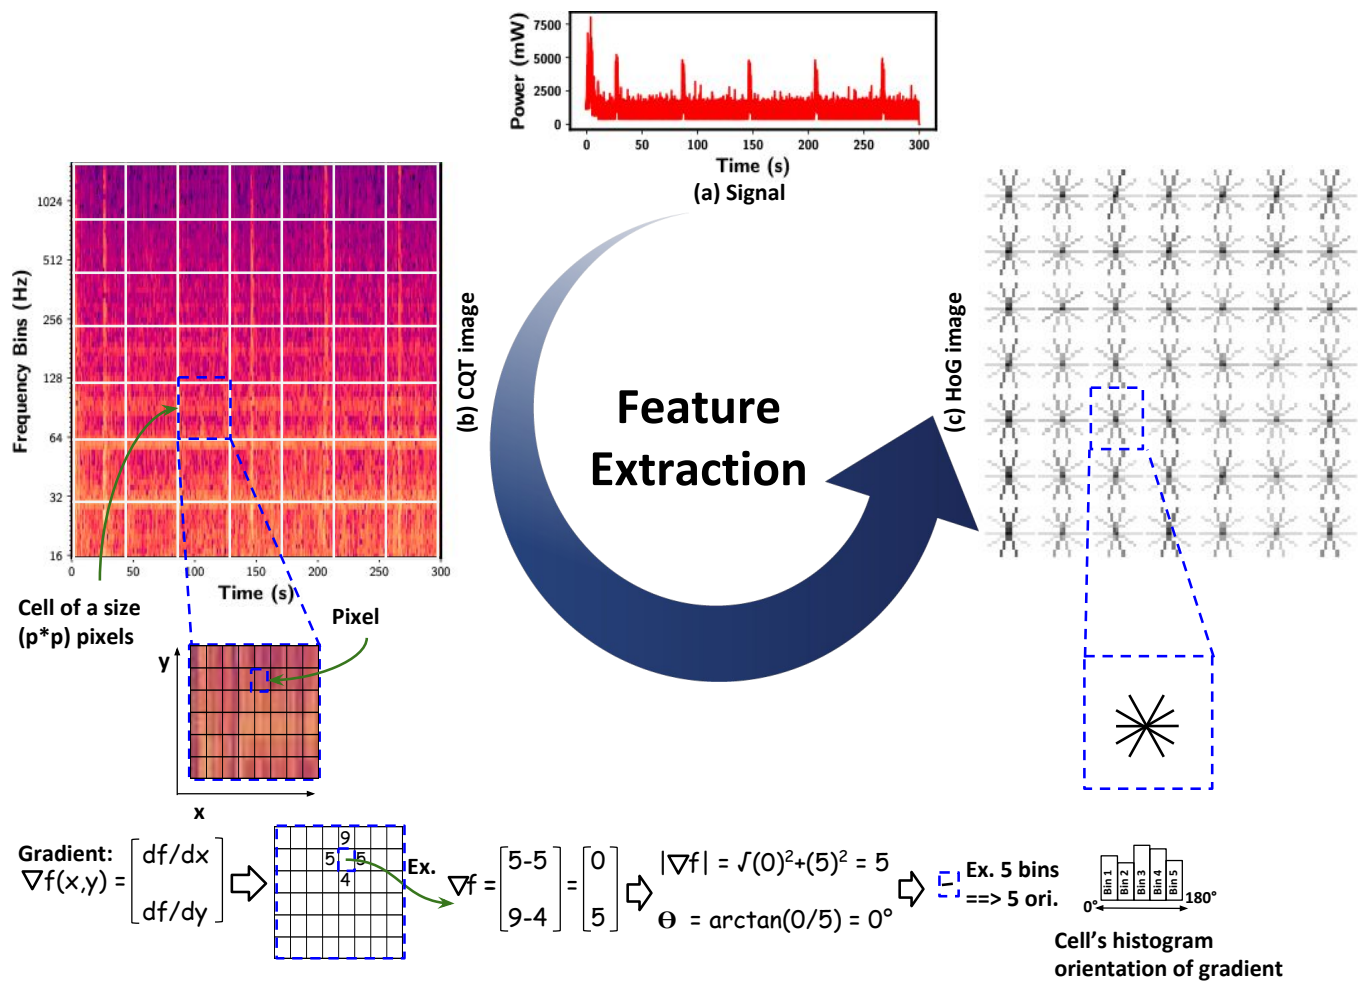 Power (mW)
7500
5000
2500
0
0 50 100 150 200 250 300
Time (s)
(a) Signal
Frequency Bins (Hz)
1024
512
256
128
64
32
16
0 50 100 150 200 250 300
Time (s)
(b) CQT image
Feature
Extraction
(c) HoG image
Cell of a size
(p*p) pixels
Pixel
y
x
Gradient:
∇f(x,y) =
df/dx
df/dy
9
5 5
4
Ex.
∇f = [5-5 9-4] = [0 5]
|∇f| = √(0)²+(5)² = 5
Θ = arctan(0/5) = 0°
Ex. 5 bins
==> 5 ori.
Bin 1
Bin 2
Bin 3
Bin 4
Bin 5
0° 180°
Cell's histogram
orientation of gradient